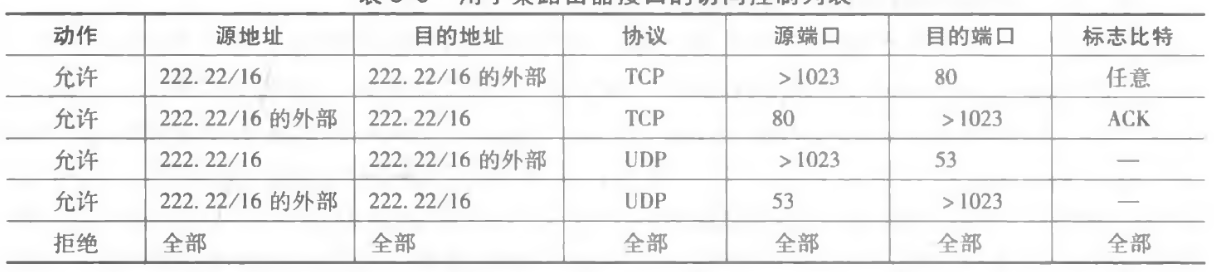 用于某路由器接口的访问控制列表
动作 源地址 目的地址 协议 源端口 目的端口 标志比特
允许 222.22/16 222.22/16 的外部 TCP >1023 80 任意
允许 222.22/16 的外部 222.22/16 TCP 80 >1023 ACK
允许 222.22/16 222.22/16 的外部 UDP >1023 53 —
允许 222.22/16 的外部 222.22/16 UDP 53 >1023 —
拒绝 全部 全部 全部 全部 全部 全部